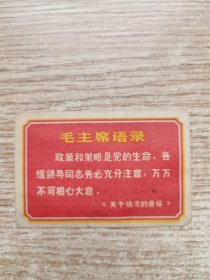 毛主席语录
政策和策略是党的生命，各
级领导同志务必充分注意，万万
不可粗心大意。
《关于情况的通报》